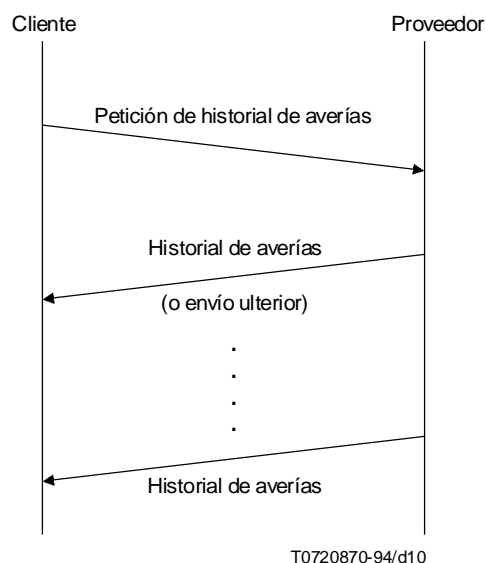 Cliente Proveedor
Petición de historial de averías
Historial de averías
(o envío ulterior)
.
.
.
.
Historial de averías
T0720870-94/d10